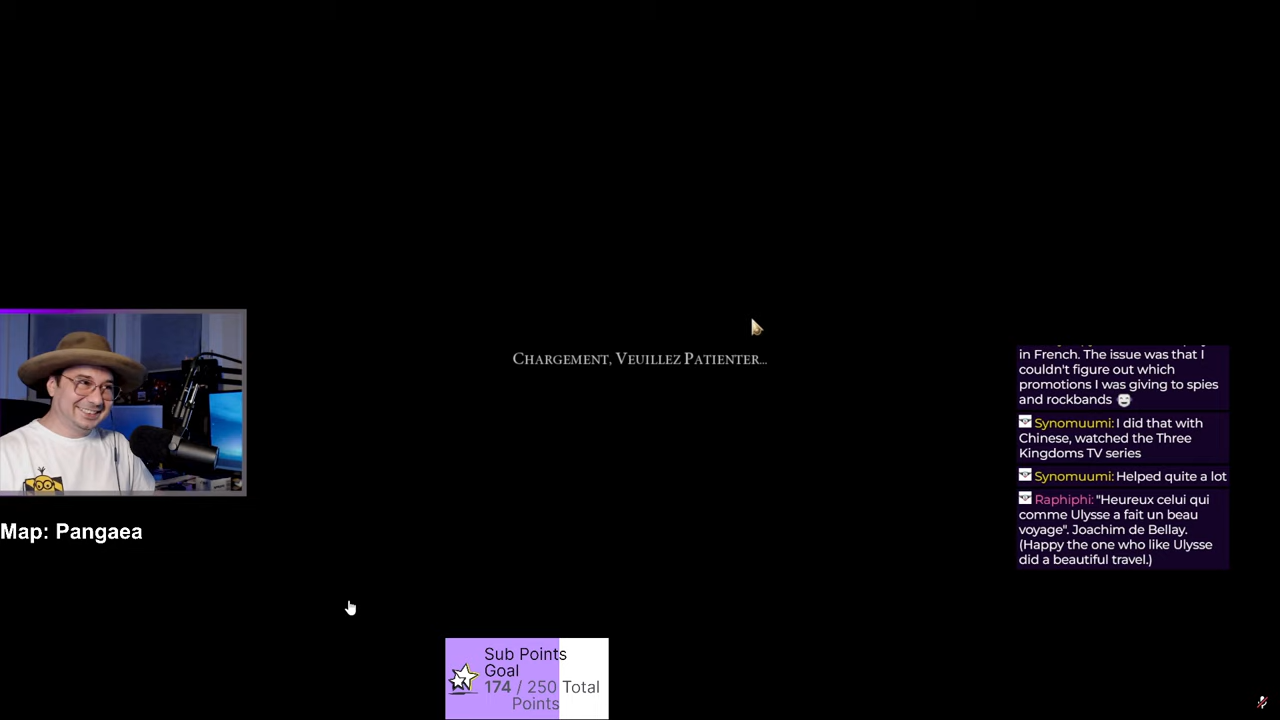 CHARGEMENT, VEUILLEZ PATIENTER...
in French. The issue was that I
couldn't figure out which
promotions I was giving to spies
and rockbands
Synomuumi: I did that with
Chinese, watched the Three
Kingdoms TV series
Synomuumi: Helped quite a lot
Raphiphi: "Heureux celui qui
comme Ulysse a fait un beau
voyage". Joachim de Bellay.
(Happy the one who like Ulysse
did a beautiful travel.)
Map: Pangaea
Sub Points
Goal
174 / 250 Total
Points